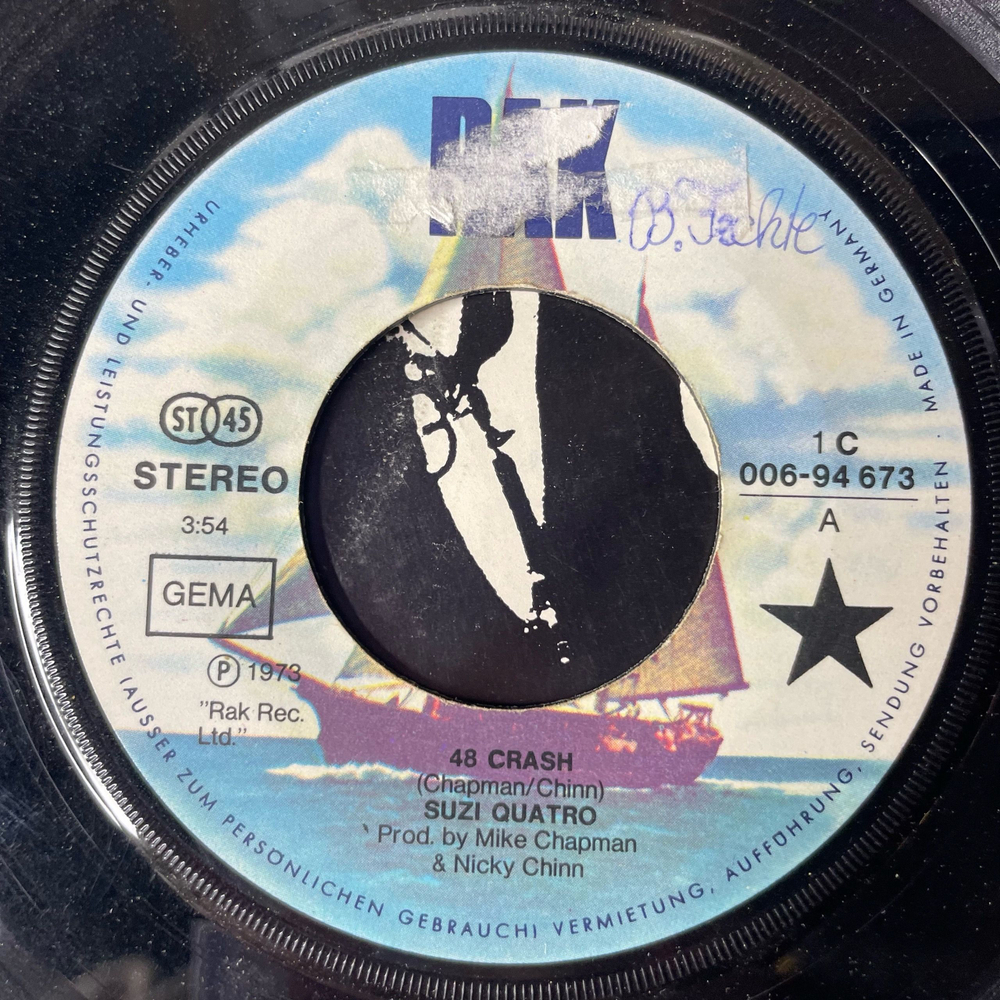 RAK
ST 45
STEREO
3:54
GEMA
Ⓟ 1973
"Rak Rec.
Ltd."
1 C
006-94 673
A
48 CRASH
(Chapman/Chinn)
SUZI QUATRO
Prod. by Mike Chapman
& Nicky Chinn
URHEBER- UND LEISTUNGSSCHUTZRECHTE (AUSSER ZUM PERSÖNLICHEN GEBRAUCH) VERMIETUNG, AUFFÜHRUNG, SENDUNG VORBEHALTEN · MADE IN GERMANY